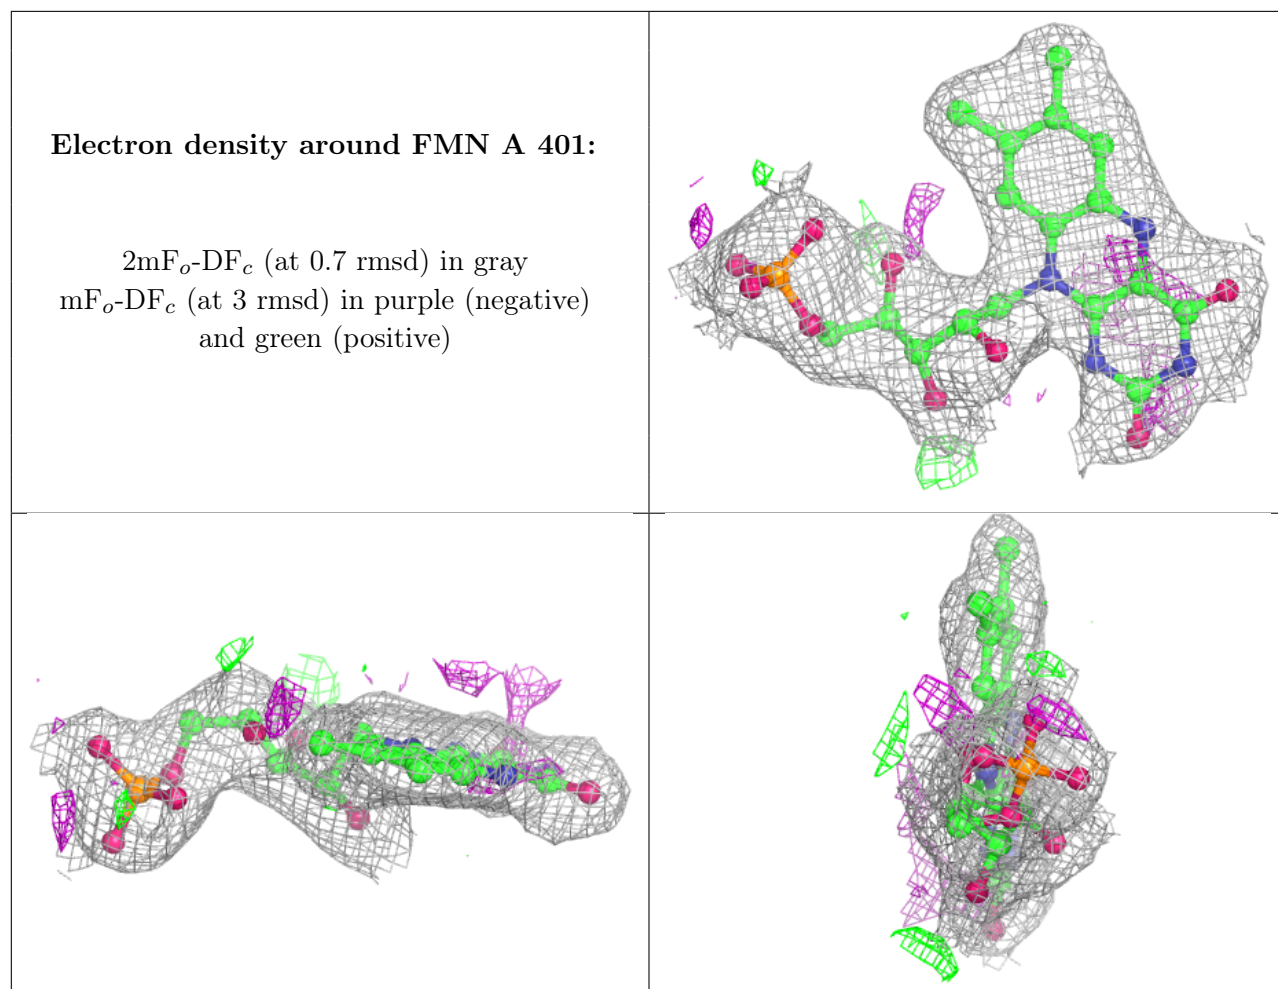 Electron density around FMN A 401:
2mFo-DFc (at 0.7 rmsd) in gray
mFo-DFc (at 3 rmsd) in purple (negative)
and green (positive)